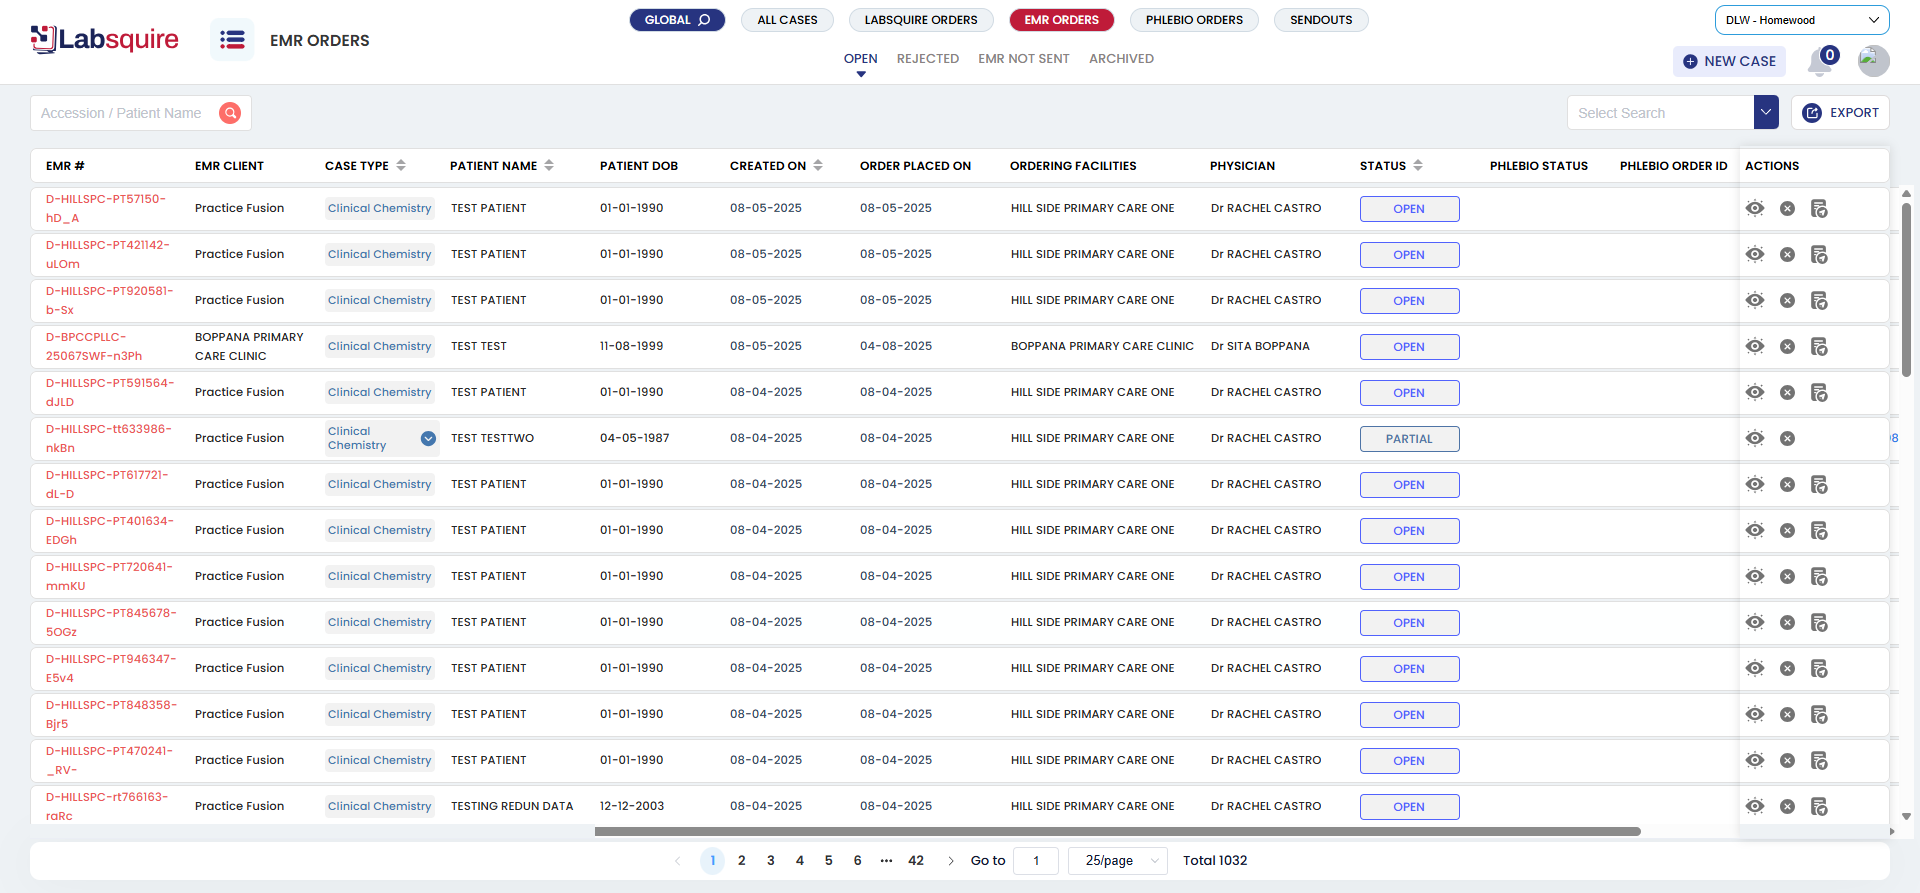 Labsquire
EMR ORDERS
GLOBAL
ALL CASES
LABSQUIRE ORDERS
EMR ORDERS
PHLEBIO ORDERS
SENDOUTS
DLW - Homewood
OPEN
REJECTED
EMR NOT SENT
ARCHIVED
NEW CASE
0
Accession / Patient Name
Select Search
EXPORT
EMR # EMR CLIENT CASE TYPE PATIENT NAME PATIENT DOB CREATED ON ORDER PLACED ON ORDERING FACILITIES PHYSICIAN STATUS PHLEBIO STATUS PHLEBIO ORDER ID ACTIONS
D-HILLSPC-PT57150-
hD_A Practice Fusion Clinical Chemistry TEST PATIENT 01-01-1990 08-05-2025 08-05-2025 HILL SIDE PRIMARY CARE ONE Dr RACHEL CASTRO OPEN
D-HILLSPC-PT421142-
uLOm Practice Fusion Clinical Chemistry TEST PATIENT 01-01-1990 08-05-2025 08-05-2025 HILL SIDE PRIMARY CARE ONE Dr RACHEL CASTRO OPEN
D-HILLSPC-PT920581-
b-Sx Practice Fusion Clinical Chemistry TEST PATIENT 01-01-1990 08-05-2025 08-05-2025 HILL SIDE PRIMARY CARE ONE Dr RACHEL CASTRO OPEN
D-BPCCPLLC- BOPPANA PRIMARY
25067SWF-n3Ph CARE CLINIC Clinical Chemistry TEST TEST 11-08-1999 08-05-2025 04-08-2025 BOPPANA PRIMARY CARE CLINIC Dr SITA BOPPANA OPEN
D-HILLSPC-PT591564-
dJLD Practice Fusion Clinical Chemistry TEST PATIENT 01-01-1990 08-04-2025 08-04-2025 HILL SIDE PRIMARY CARE ONE Dr RACHEL CASTRO OPEN
D-HILLSPC-tt633986- Clinical
nkBn Practice Fusion Chemistry TEST TESTTWO 04-05-1987 08-04-2025 08-04-2025 HILL SIDE PRIMARY CARE ONE Dr RACHEL CASTRO PARTIAL
D-HILLSPC-PT617721-
dL-D Practice Fusion Clinical Chemistry TEST PATIENT 01-01-1990 08-04-2025 08-04-2025 HILL SIDE PRIMARY CARE ONE Dr RACHEL CASTRO OPEN
D-HILLSPC-PT401634-
EDGh Practice Fusion Clinical Chemistry TEST PATIENT 01-01-1990 08-04-2025 08-04-2025 HILL SIDE PRIMARY CARE ONE Dr RACHEL CASTRO OPEN
D-HILLSPC-PT720641-
mmKU Practice Fusion Clinical Chemistry TEST PATIENT 01-01-1990 08-04-2025 08-04-2025 HILL SIDE PRIMARY CARE ONE Dr RACHEL CASTRO OPEN
D-HILLSPC-PT845678-
5OGz Practice Fusion Clinical Chemistry TEST PATIENT 01-01-1990 08-04-2025 08-04-2025 HILL SIDE PRIMARY CARE ONE Dr RACHEL CASTRO OPEN
D-HILLSPC-PT946347-
E5v4 Practice Fusion Clinical Chemistry TEST PATIENT 01-01-1990 08-04-2025 08-04-2025 HILL SIDE PRIMARY CARE ONE Dr RACHEL CASTRO OPEN
D-HILLSPC-PT848358-
Bjr5 Practice Fusion Clinical Chemistry TEST PATIENT 01-01-1990 08-04-2025 08-04-2025 HILL SIDE PRIMARY CARE ONE Dr RACHEL CASTRO OPEN
D-HILLSPC-PT470241-
_RV- Practice Fusion Clinical Chemistry TEST PATIENT 01-01-1990 08-04-2025 08-04-2025 HILL SIDE PRIMARY CARE ONE Dr RACHEL CASTRO OPEN
D-HILLSPC-rt766163-
raRc Practice Fusion Clinical Chemistry TESTING REDUN DATA 12-12-2003 08-04-2025 08-04-2025 HILL SIDE PRIMARY CARE ONE Dr RACHEL CASTRO OPEN
1 2 3 4 5 6 ••• 42 Go to 1 25/page Total 1032